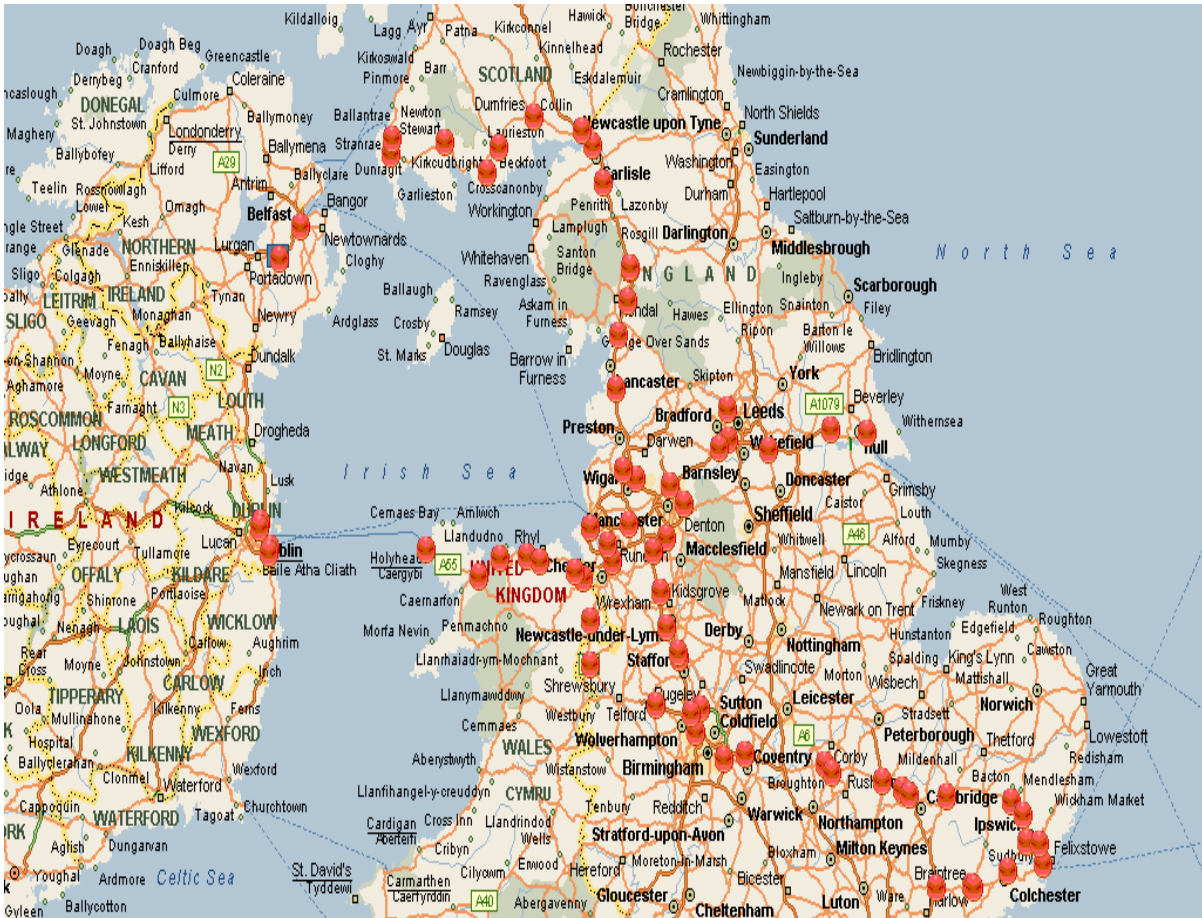 Kildalloig
Lagg
Ayr
Patna
Kirkconnel
Hawick
Whittingham
Doagh
Doagh Beg
Greencastle
Kirkoswald
Kinnelhead
Bridge
Rochester
Derrybeg
Cranford
Culmore
Coleraine
Pinmore
Barr
SCOTLAND
Eskdalemuir
Newbiggin-by-the-Sea
DONEGAL
Ballymoney
Ballantrae
Newton
Stewart
Dumfries
Collin
Cramlington
North Shields
Maghery
St. Johnstown
Londonderry
Derry
Laurieston
Newcastle upon Tyne
Sunderland
Ballybofey
Lifford
A29
Ballymena
Ballyclare
Stranraer
Dunragit
Kirkcudbright
Beckfoot
Carlisle
Washington
Easington
Teelin
Rossnowlagh
Antrim
Garlieston
Crosscanonby
Durham
Hartlepool
Lower
Kesh
Omagh
Belfast
Bangor
Workington
Penrith
Lazonby
Saltburn-by-the-Sea
Glenade
NORTHERN
Lurgan
Newtownards
Lamplugh
Rosgill
Darlington
Middlesbrough
North Sea
Sligo
Colgagh
Enniskillen
Portadown
Cloghy
Whitehaven
Santon
Bridge
Ingleby
LEITRIM
IRELAND
Tynan
Ballaugh
Ramsey
Ravenglass
Snainton
Scarborough
SLIGO
Geevagh
Monaghan
Newry
Ardglass
Crosby
Askam in
Furness
Hawes
Ellington
Filey
Fenagh
Ballyhaise
St. Marks
Douglas
Ripon
Barton le
Willows
Moyne
CAVAN
N2
Dundalk
Barrow in
Furness
Bridlington
Aghamore
Farnaght
N3
LOUTH
Lancaster
Skipton
York
Beverley
ROSCOMMON
LONGFORD
MEATH
Drogheda
Preston
Bradford
Leeds
A1079
Withernsea
WESTMEATH
Navan
Irish Sea
Darwen
Wakefield
Hull
Athlone
Lusk
Wigan
Barnsley
Doncaster
Grimsby
IRELAND
Kilcock
DUBLIN
Cemaes Bay
Amlwch
Manchester
Denton
Sheffield
Caistor
Louth
Eyrecourt
Tullamore
Lucan
Dublin
Baile Atha Cliath
Llandudno
Rhyl
Macclesfield
Whitwell
A46
Alford
Mumby
OFFALY
KILDARE
Holyhead
Caergybi
A55
UNITED
KINGDOM
Chester
Mansfield
Lincoln
Skegness
Shinrone
Portlaoise
Caernarfon
Wrexham
Kidsgrove
Matlock
Newark on Trent
Friskney
West
Runton
Nenagh
LAOIS
WICKLOW
Morfa Nevin
Penmachno
Newcastle-under-Lyme
Derby
Nottingham
Hunstanton
Edgefield
Roughton
Rear
Cross
Moyne
Johnstown
Carlow
Aughrim
Llanrhaiadr-ym-Mochnant
Stafford
Swadlincote
Spalding
King's Lynn
Cawston
TIPPERARY
CARLOW
Inch
Llanymawddwy
Shrewsbury
Rugeley
Leicester
Morton
Wisbech
Mattishall
Great
Yarmouth
Oola
Mullinahone
Kilkenny
Ferns
Cemmaes
Westbury
Telford
Sutton
Coldfield
Stradsett
Norwich
Hospital
WEXFORD
WALES
Wolverhampton
A6
Peterborough
Thetford
Lowestoft
Ballyclerahan
KILKENNY
Aberystwyth
Wistanstow
Birmingham
Coventry
Corby
Mildenhall
Redisham
Clonmel
Wexford
Llanfihangel-y-creuddyn
CYMRU
Broughton
Bacton
Mendlesham
Waterford
Tenbury
Redditch
Cambridge
Wickham Market
Cappoquin
WATERFORD
Tagoat
Churchtown
Cardigan
Aberteifi
Cross Inn
Llandrindod
Wells
Stratford-upon-Avon
Warwick
Northampton
Ipswich
Aglish
Dungarvan
Cribyn
Hereford
Moreton-in-Marsh
Bloxham
Milton Keynes
Sudbury
Felixstowe
Youghal
Ardmore
Celtic Sea
St. David's
Tyddewi
Cilycwm
Ewood
Braintree
Ballycotton
Carmarthen
Caerfyrddin
A40
Abergavenny
Gloucester
Cheltenham
Bicester
Luton
Ware
Harlow
Colchester